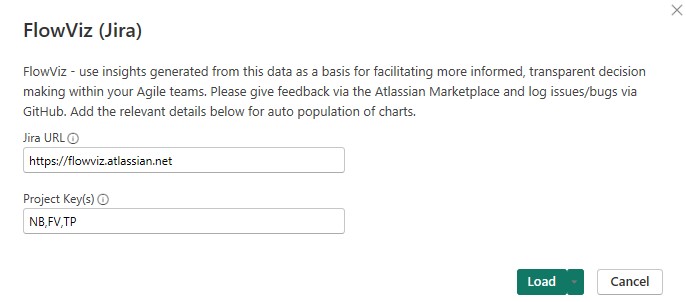 FlowViz (Jira)
FlowViz - use insights generated from this data as a basis for facilitating more informed, transparent decision
making within your Agile teams. Please give feedback via the Atlassian Marketplace and log issues/bugs via
GitHub. Add the relevant details below for auto population of charts.
Jira URL
https://flowviz.atlassian.net
Project Key(s)
NB,FV,TP
Load Cancel